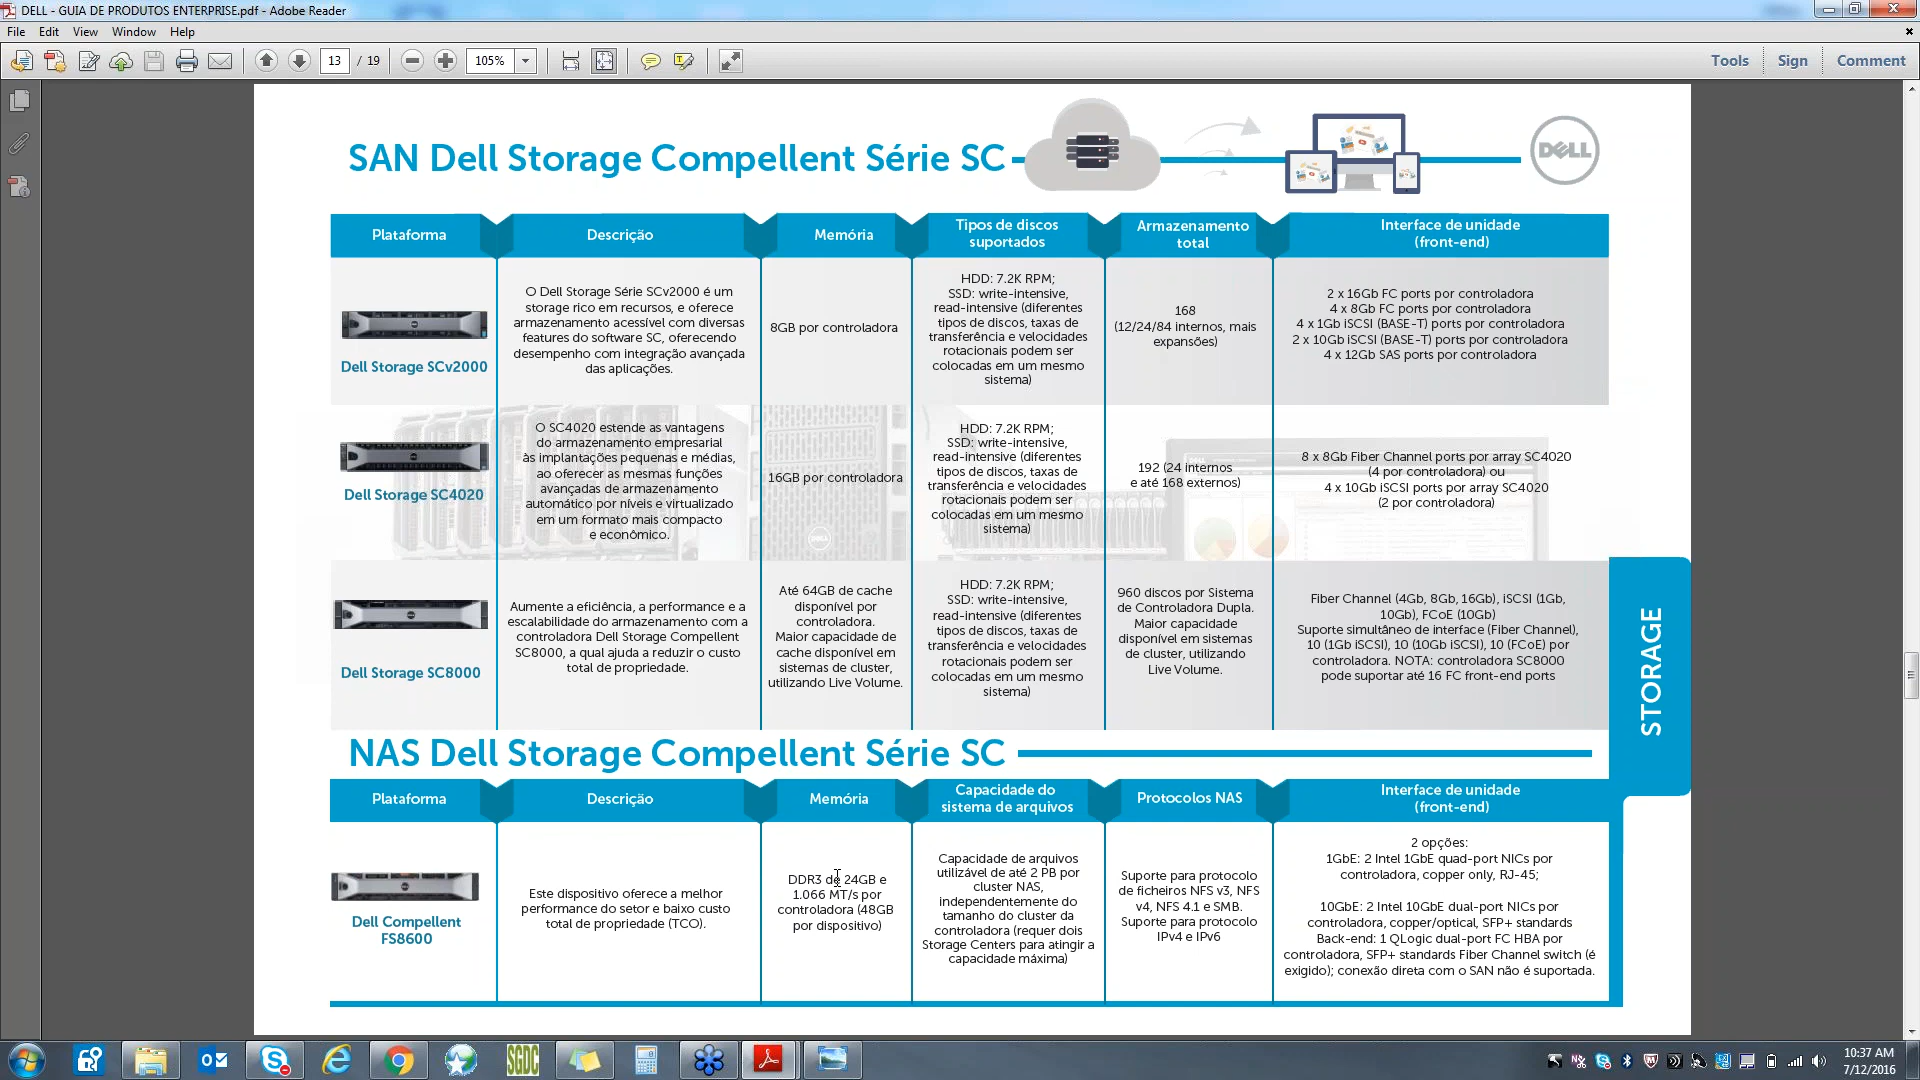 DELL - GUIA DE PRODUTOS ENTERPRISE.pdf - Adobe Reader
File Edit View Window Help
13 / 19 105% Tools Sign Comment
SAN Dell Storage Compellent Série SC
DELL
Plataforma
Descrição
Memória
Tipos de discos
suportados
Armazenamento
total
Interface de unidade
(front-end)
Dell Storage SCv2000
O Dell Storage Série SCv2000 é um
storage rico em recursos, e oferece
armazenamento acessível com diversas
features do software SC, oferecendo
desempenho com integração avançada
das aplicações.
8GB por controladora
HDD: 7.2K RPM;
SSD: write-intensive,
read-intensive (diferentes
tipos de discos, taxas de
transferência e velocidades
rotacionais podem ser
colocadas em um mesmo
sistema)
168
(12/24/84 internos, mais
expansões)
2 x 16Gb FC ports por controladora
4 x 8Gb FC ports por controladora
4 x 1Gb iSCSI (BASE-T) ports por controladora
2 x 10Gb iSCSI (BASE-T) ports por controladora
4 x 12Gb SAS ports por controladora
Dell Storage SC4020
O SC4020 estende as vantagens
do armazenamento empresarial
às implantações pequenas e médias,
ao oferecer as mesmas funções
avançadas de armazenamento
automático por níveis e virtualizado
em um formato mais compacto
e econômico.
16GB por controladora
HDD: 7.2K RPM;
SSD: write-intensive,
read-intensive (diferentes
tipos de discos, taxas de
transferência e velocidades
rotacionais podem ser
colocadas em um mesmo
sistema)
192 (24 internos
e até 168 externos)
8 x 8Gb Fiber Channel ports por array SC4020
(4 por controladora) ou
4 x 10Gb iSCSI ports por array SC4020
(2 por controladora)
Dell Storage SC8000
Aumente a eficiência, a performance e a
escalabilidade do armazenamento com a
controladora Dell Storage Compellent
SC8000, a qual ajuda a reduzir o custo
total de propriedade.
Até 64GB de cache
disponível por
controladora.
Maior capacidade de
cache disponível em
sistemas de cluster,
utilizando Live Volume.
HDD: 7.2K RPM;
SSD: write-intensive,
read-intensive (diferentes
tipos de discos, taxas de
transferência e velocidades
rotacionais podem ser
colocadas em um mesmo
sistema)
960 discos por Sistema
de Controladora Dupla.
Maior capacidade
disponível em sistemas
de cluster, utilizando
Live Volume.
Fiber Channel (4Gb, 8Gb, 16Gb), iSCSI (1Gb,
10Gb), FCoE (10Gb)
Suporte simultâneo de interface (Fiber Channel),
10 (1Gb iSCSI), 10 (10Gb iSCSI), 10 (FCoE) por
controladora. NOTA: controladora SC8000
pode suportar até 16 FC front-end ports
STORAGE
NAS Dell Storage Compellent Série SC
Plataforma
Descrição
Memória
Capacidade do
sistema de arquivos
Protocolos NAS
Interface de unidade
(front-end)
Dell Compellent
FS8600
Este dispositivo oferece a melhor
performance do setor e baixo custo
total de propriedade (TCO).
DDR3 de 24GB e
1.066 MT/s por
controladora (48GB
por dispositivo)
Capacidade de arquivos
utilizável de até 2 PB por
cluster NAS,
independentemente do
tamanho do cluster da
controladora (requer dois
Storage Centers para atingir a
capacidade máxima)
Suporte para protocolo
de ficheiros NFS v3, NFS
v4, NFS 4.1 e SMB.
Suporte para protocolo
IPv4 e IPv6
2 opções:
1GbE: 2 Intel 1GbE quad-port NICs por
controladora, copper only, RJ-45;
10GbE: 2 Intel 10GbE dual-port NICs por
controladora, copper/optical, SFP+ standards
Back-end: 1 QLogic dual-port FC HBA por
controladora, SFP+ standards Fiber Channel switch (é
exigido); conexão direta com o SAN não é suportada.
SGDC
10:37 AM
7/12/2016